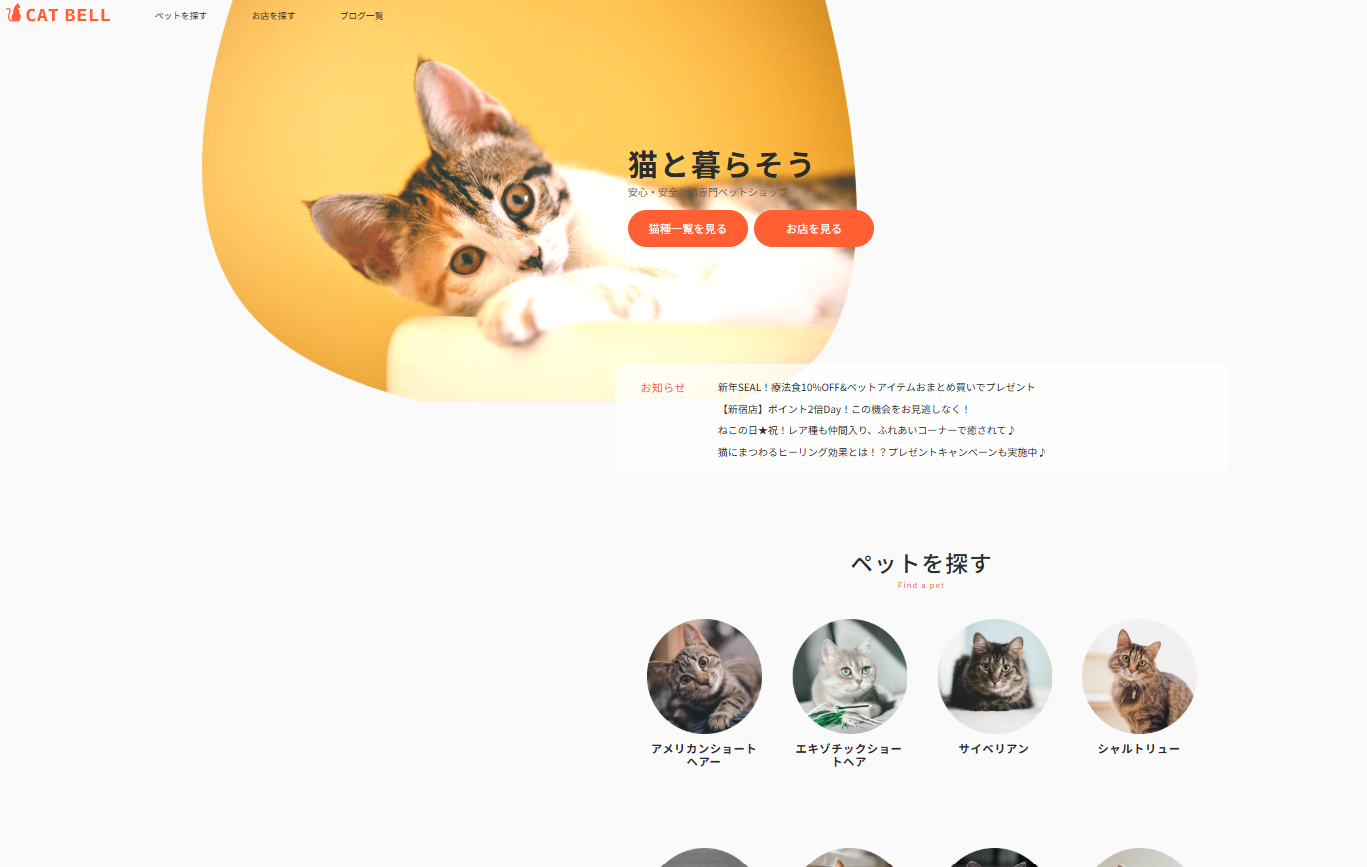 CAT BELL
ペットを探す
お店を探す
ブログ一覧
猫と暮らそう
安心・安全な猫専門ペットショップ
猫種一覧を見る
お店を見る
お知らせ
新年SEAL！療法食10%OFF&ペットアイテムおまとめ買いでプレゼント
【新宿店】ポイント2倍Day！この機会をお見逃しなく！
ねこの日★祝！レア種も仲間入り、ふれあいコーナーで癒されて♪
猫にまつわるヒーリング効果とは！？プレゼントキャンペーンも実施中♪
ペットを探す
Find a pet
アメリカンショート
ヘアー
エキゾチックショー
トヘア
サイベリアン
シャルトリュー